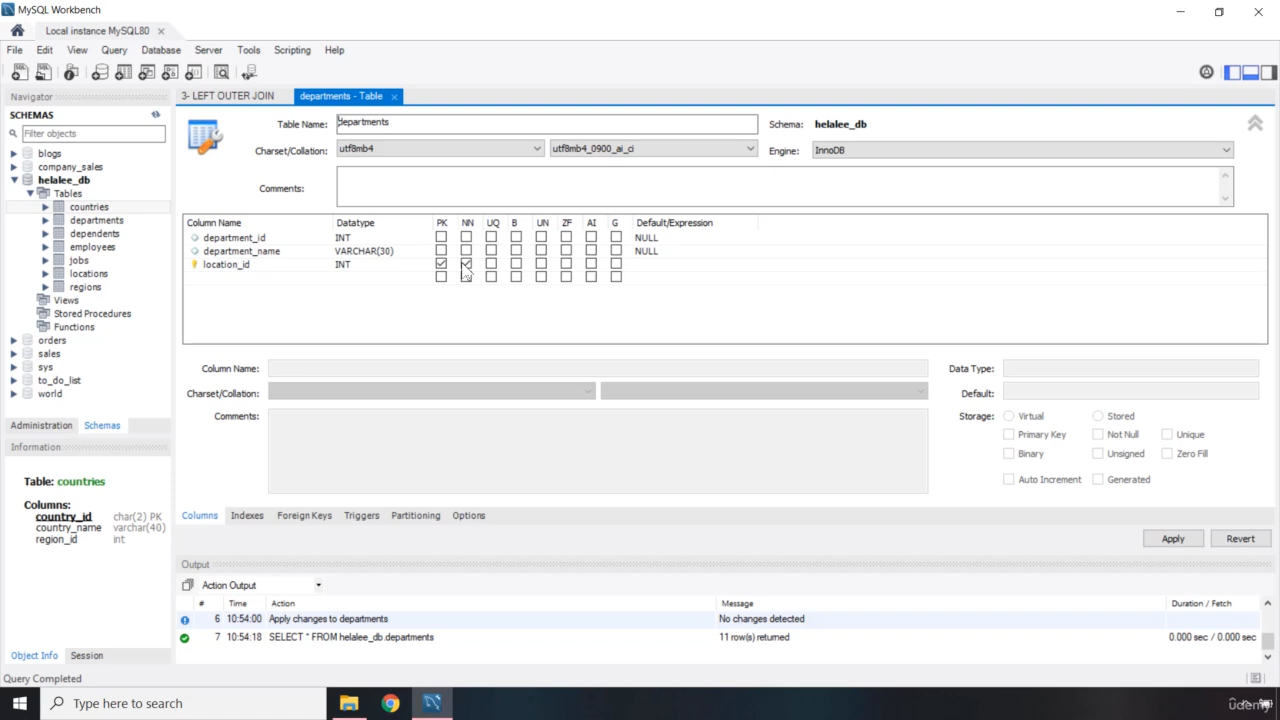 MySQL Workbench
Local instance MySQL80
File Edit View Query Database Server Tools Scripting Help
Navigator
SCHEMAS
Filter objects
blogs
company_sales
helalee_db
Tables
countries
departments
dependents
employees
jobs
locations
regions
Views
Stored Procedures
Functions
orders
sales
sys
to_do_list
world
Administration Schemas
Information
Table: countries
Columns:
country_id char(2) PK
country_name varchar(40)
region_id int
Object Info Session
3- LEFT OUTER JOIN departments - Table
Table Name: departments Schema: helalee_db
Charset/Collation: utf8mb4 utf8mb4_0900_ai_ci Engine: InnoDB
Comments:
Column Name Datatype PK NN UQ B UN ZF AI G Default/Expression
department_id INT NULL
department_name VARCHAR(30) NULL
location_id INT
Column Name: Data Type:
Charset/Collation: Default:
Comments: Storage: Virtual Stored
Primary Key Not Null Unique
Binary Unsigned Zero Fill
Auto Increment Generated
Columns Indexes Foreign Keys Triggers Partitioning Options
Apply Revert
Output
Action Output
# Time Action Message Duration / Fetch
6 10:54:00 Apply changes to departments No changes detected
7 10:54:18 SELECT * FROM helalee_db.departments 11 row(s) returned 0.000 sec / 0.000 sec
Query Completed
Type here to search
udemy